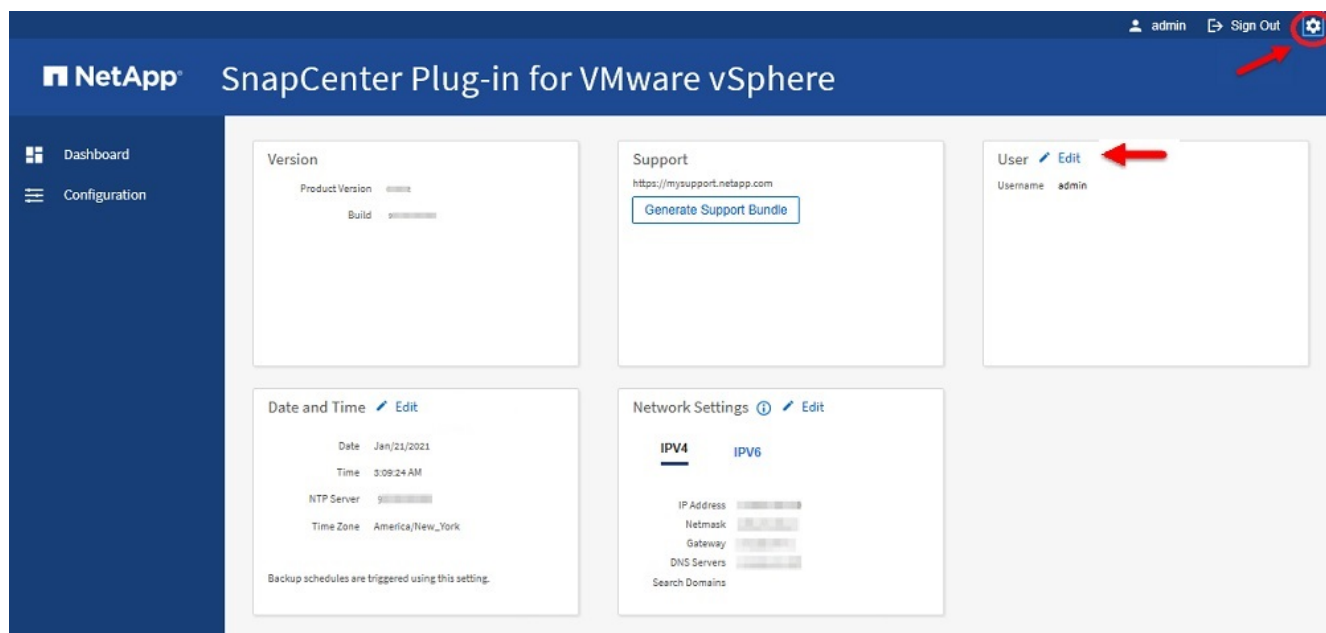 admin Sign Out
NetApp® SnapCenter Plug-in for VMware vSphere
Dashboard
Configuration
Version
Product Version
Build
Support
https://mysupport.netapp.com
Generate Support Bundle
User Edit
Username admin
Date and Time Edit
Date Jan/21/2021
Time 3:09:24 AM
NTP Server
Time Zone America/New_York
Backup schedules are triggered using this setting.
Network Settings Edit
IPV4 IPV6
IP Address
Netmask
Gateway
DNS Servers
Search Domains